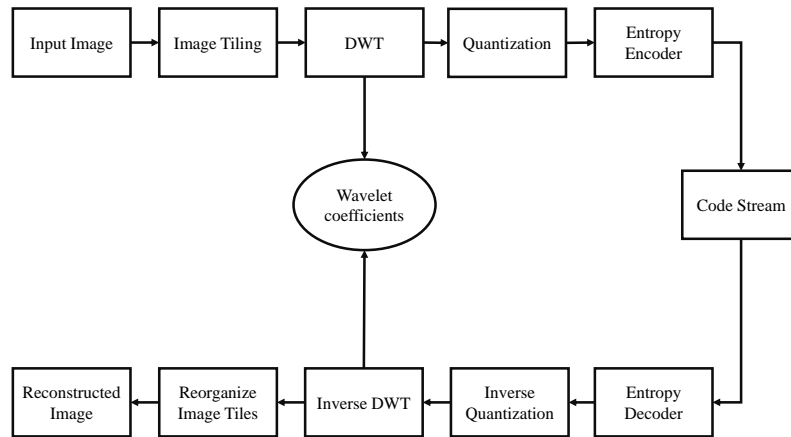 Input Image
Image Tiling
DWT
Quantization
Entropy
Encoder
Wavelet
coefficients
Code Stream
Reconstructed
Image
Reorganize
Image Tiles
Inverse DWT
Inverse
Quantization
Entropy
Decoder